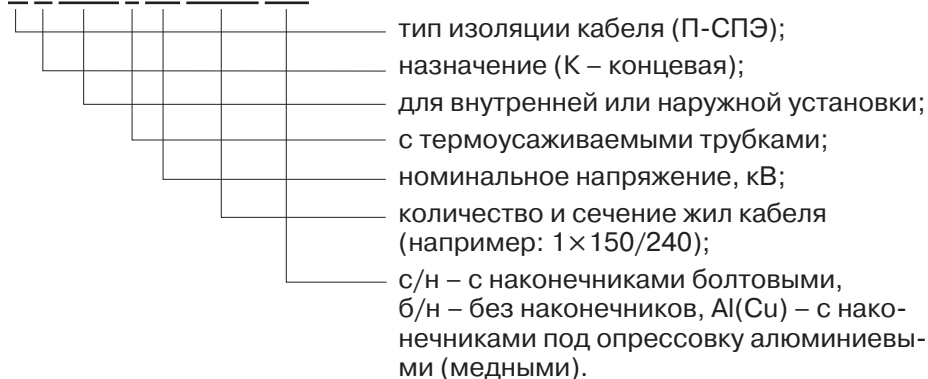 тип изоляции кабеля (П-СПЭ);
назначение (К – концевая);
для внутренней или наружной установки;
с термоусаживаемыми трубками;
номинальное напряжение, кВ;
количество и сечение жил кабеля
(например: 1×150/240);
с/н – с наконечниками болтовыми,
б/н – без наконечников, Al(Cu) – с нако-
нечниками под опрессовку алюминиевы-
ми (медными).